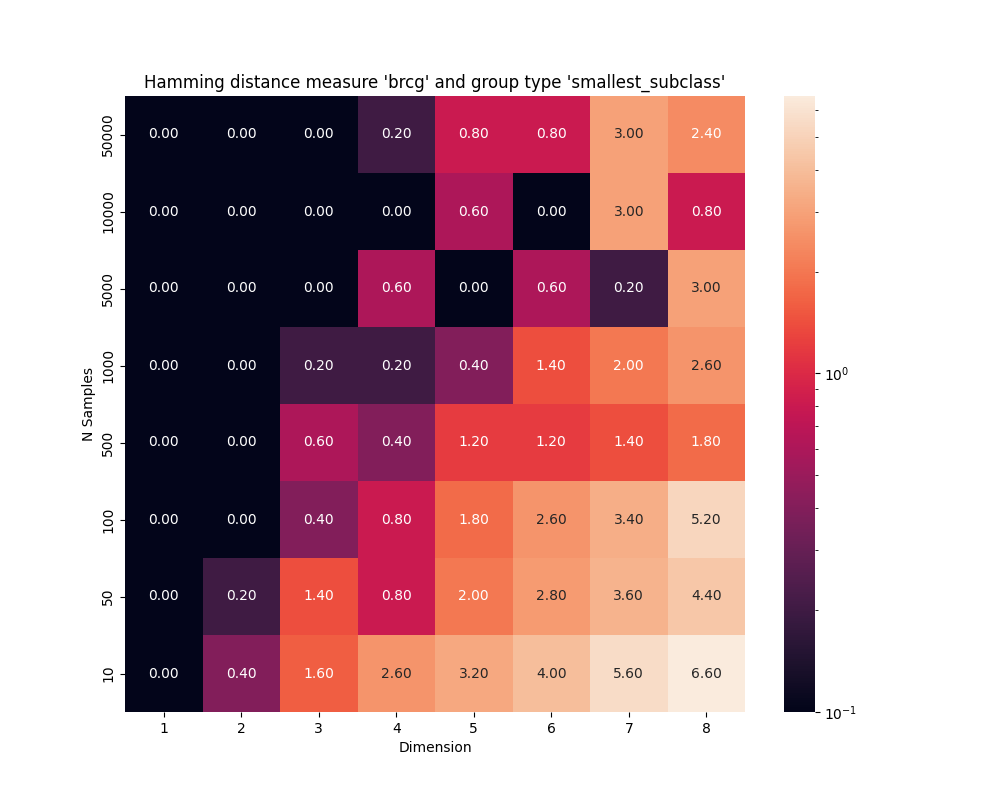 Hamming distance measure 'brcg' and group type 'smallest_subclass'
50000 0.00 0.00 0.00 0.20 0.80 0.80 3.00 2.40
10000 0.00 0.00 0.00 0.00 0.60 0.00 3.00 0.80
5000 0.00 0.00 0.00 0.60 0.00 0.60 0.20 3.00
1000 0.00 0.00 0.20 0.20 0.40 1.40 2.00 2.60
500 0.00 0.00 0.60 0.40 1.20 1.20 1.40 1.80
100 0.00 0.00 0.40 0.80 1.80 2.60 3.40 5.20
50 0.00 0.20 1.40 0.80 2.00 2.80 3.60 4.40
10 0.00 0.40 1.60 2.60 3.20 4.00 5.60 6.60
1 2 3 4 5 6 7 8
Dimension
N Samples
10⁰
10⁻¹